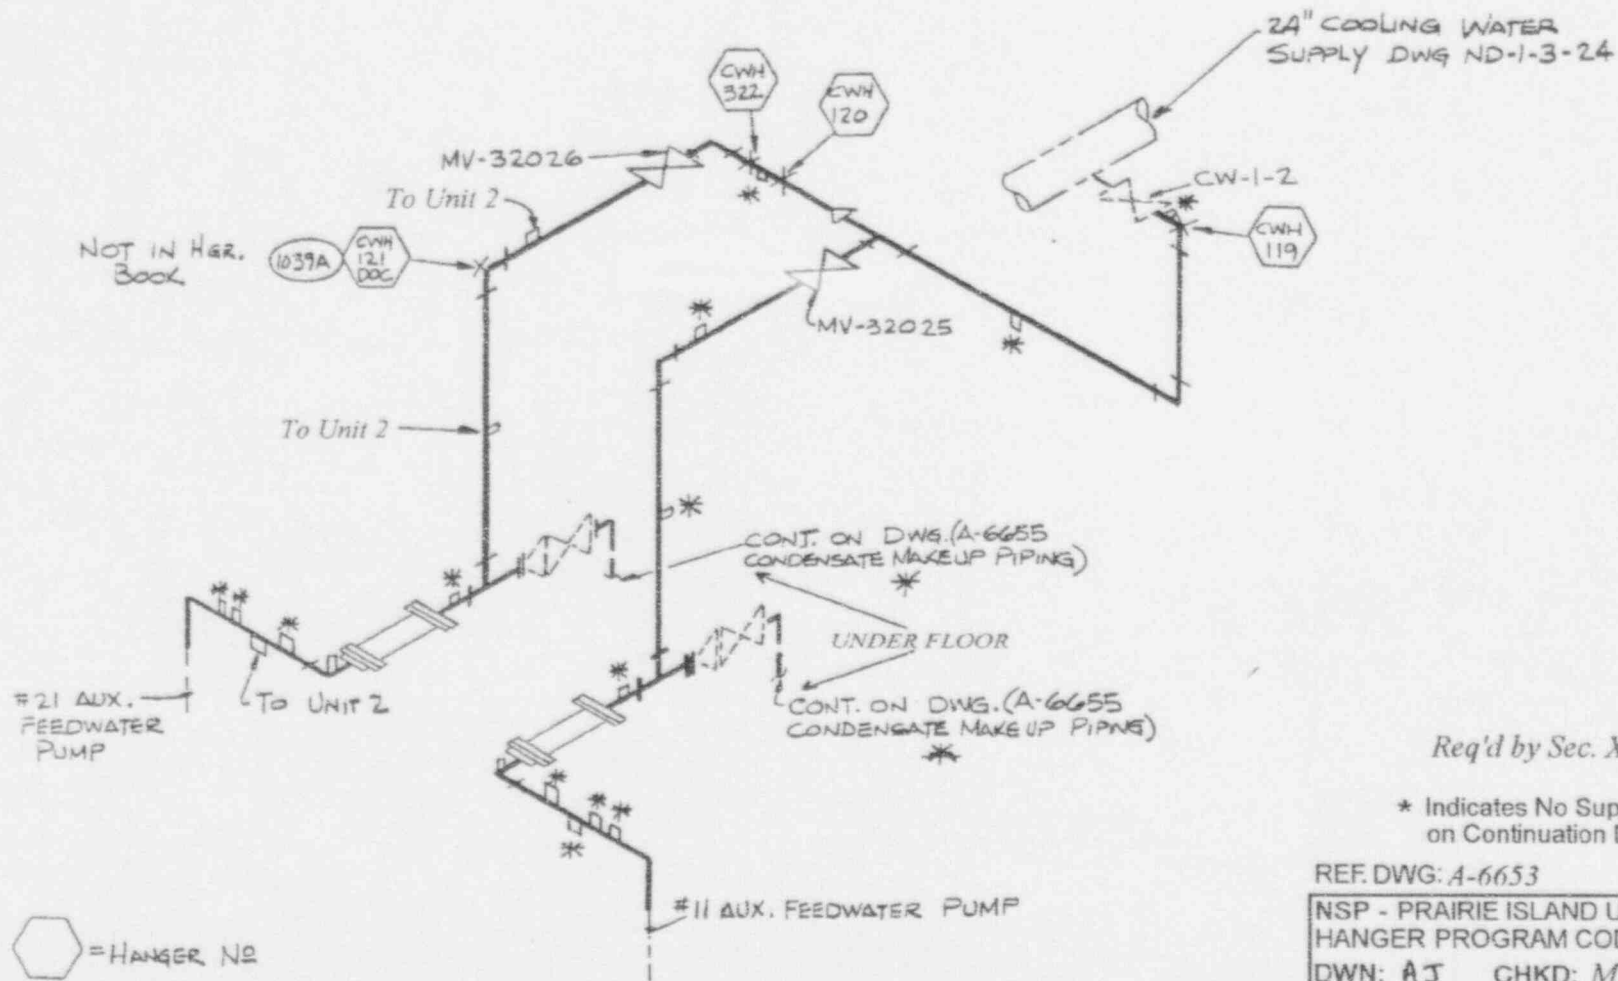 24" COOLING WATER
SUPPLY DWG ND-1-3-24
CWH
322
CWH
120
MV-32026
To Unit 2
CW-1-2
CWH
119
NOT IN HGR.
BOOK
1039A
CWH
121
DOC
MV-32025
To Unit 2
CONT. ON DWG.(A-6655
CONDENSATE MAKEUP PIPING)
*
UNDER FLOOR
#21 AUX.
FEEDWATER
PUMP
TO UNIT 2
CONT. ON DWG.(A-6655
CONDENSATE MAKEUP PIPNG)
*
Req'd by Sec. X
* Indicates No Sup
on Continuation
REF. DWG: A-6653
#11 AUX. FEEDWATER PUMP
NSP - PRAIRIE ISLAND U
HANGER PROGRAM COD
DWN: AJ CHKD: M
= HANGER NO